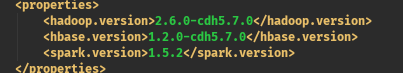 <properties>
<hadoop.version>2.6.0-cdh5.7.0</hadoop.version>
<hbase.version>1.2.0-cdh5.7.0</hbase.version>
<spark.version>1.5.2</spark.version>
</properties>